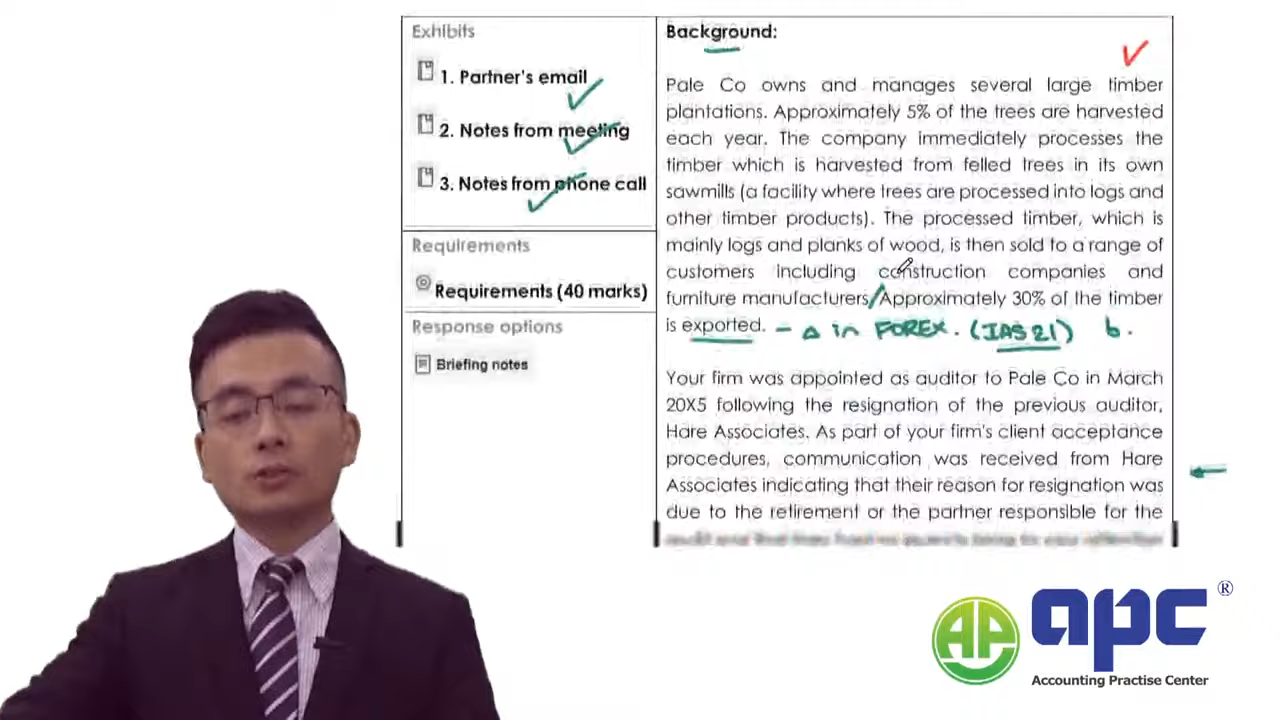 Exhibits
1. Partner's email
2. Notes from meeting
3. Notes from phone call
Requirements
Requirements (40 marks)
Response options
Briefing notes
Background:
Pale Co owns and manages several large timber
plantations. Approximately 5% of the trees are harvested
each year. The company immediately processes the
timber which is harvested from felled trees in its own
sawmills (a facility where trees are processed into logs and
other timber products). The processed timber, which is
mainly logs and planks of wood, is then sold to a range of
customers including construction companies and
furniture manufacturers. Approximately 30% of the timber
is exported. - Δ in FOREX. (IAS 21) b.
Your firm was appointed as auditor to Pale Co in March
20X5 following the resignation of the previous auditor,
Hare Associates. As part of your firm's client acceptance
procedures, communication was received from Hare
Associates indicating that their reason for resignation was
due to the retirement or the partner responsible for the
AP apc ®
Accounting Practise Center